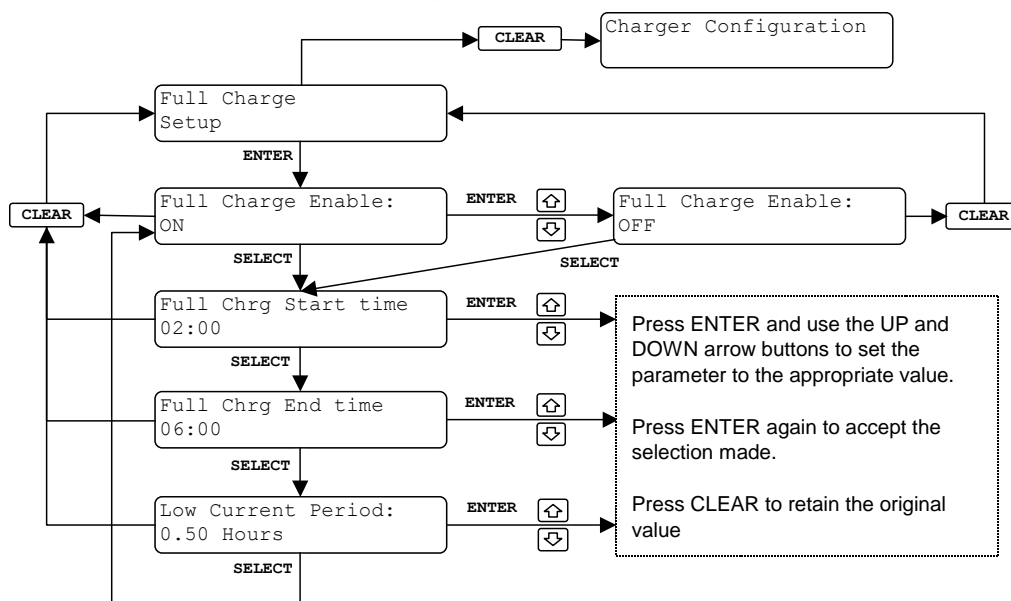 CLEAR
Charger Configuration
Full Charge
Setup
ENTER
CLEAR
Full Charge Enable:
ON
ENTER
Full Charge Enable:
OFF
CLEAR
SELECT
SELECT
Full Chrg Start time
02:00
ENTER
SELECT
Full Chrg End time
06:00
ENTER
SELECT
Low Current Period:
0.50 Hours
ENTER
SELECT
Press ENTER and use the UP and
DOWN arrow buttons to set the
parameter to the appropriate value.
Press ENTER again to accept the
selection made.
Press CLEAR to retain the original
value